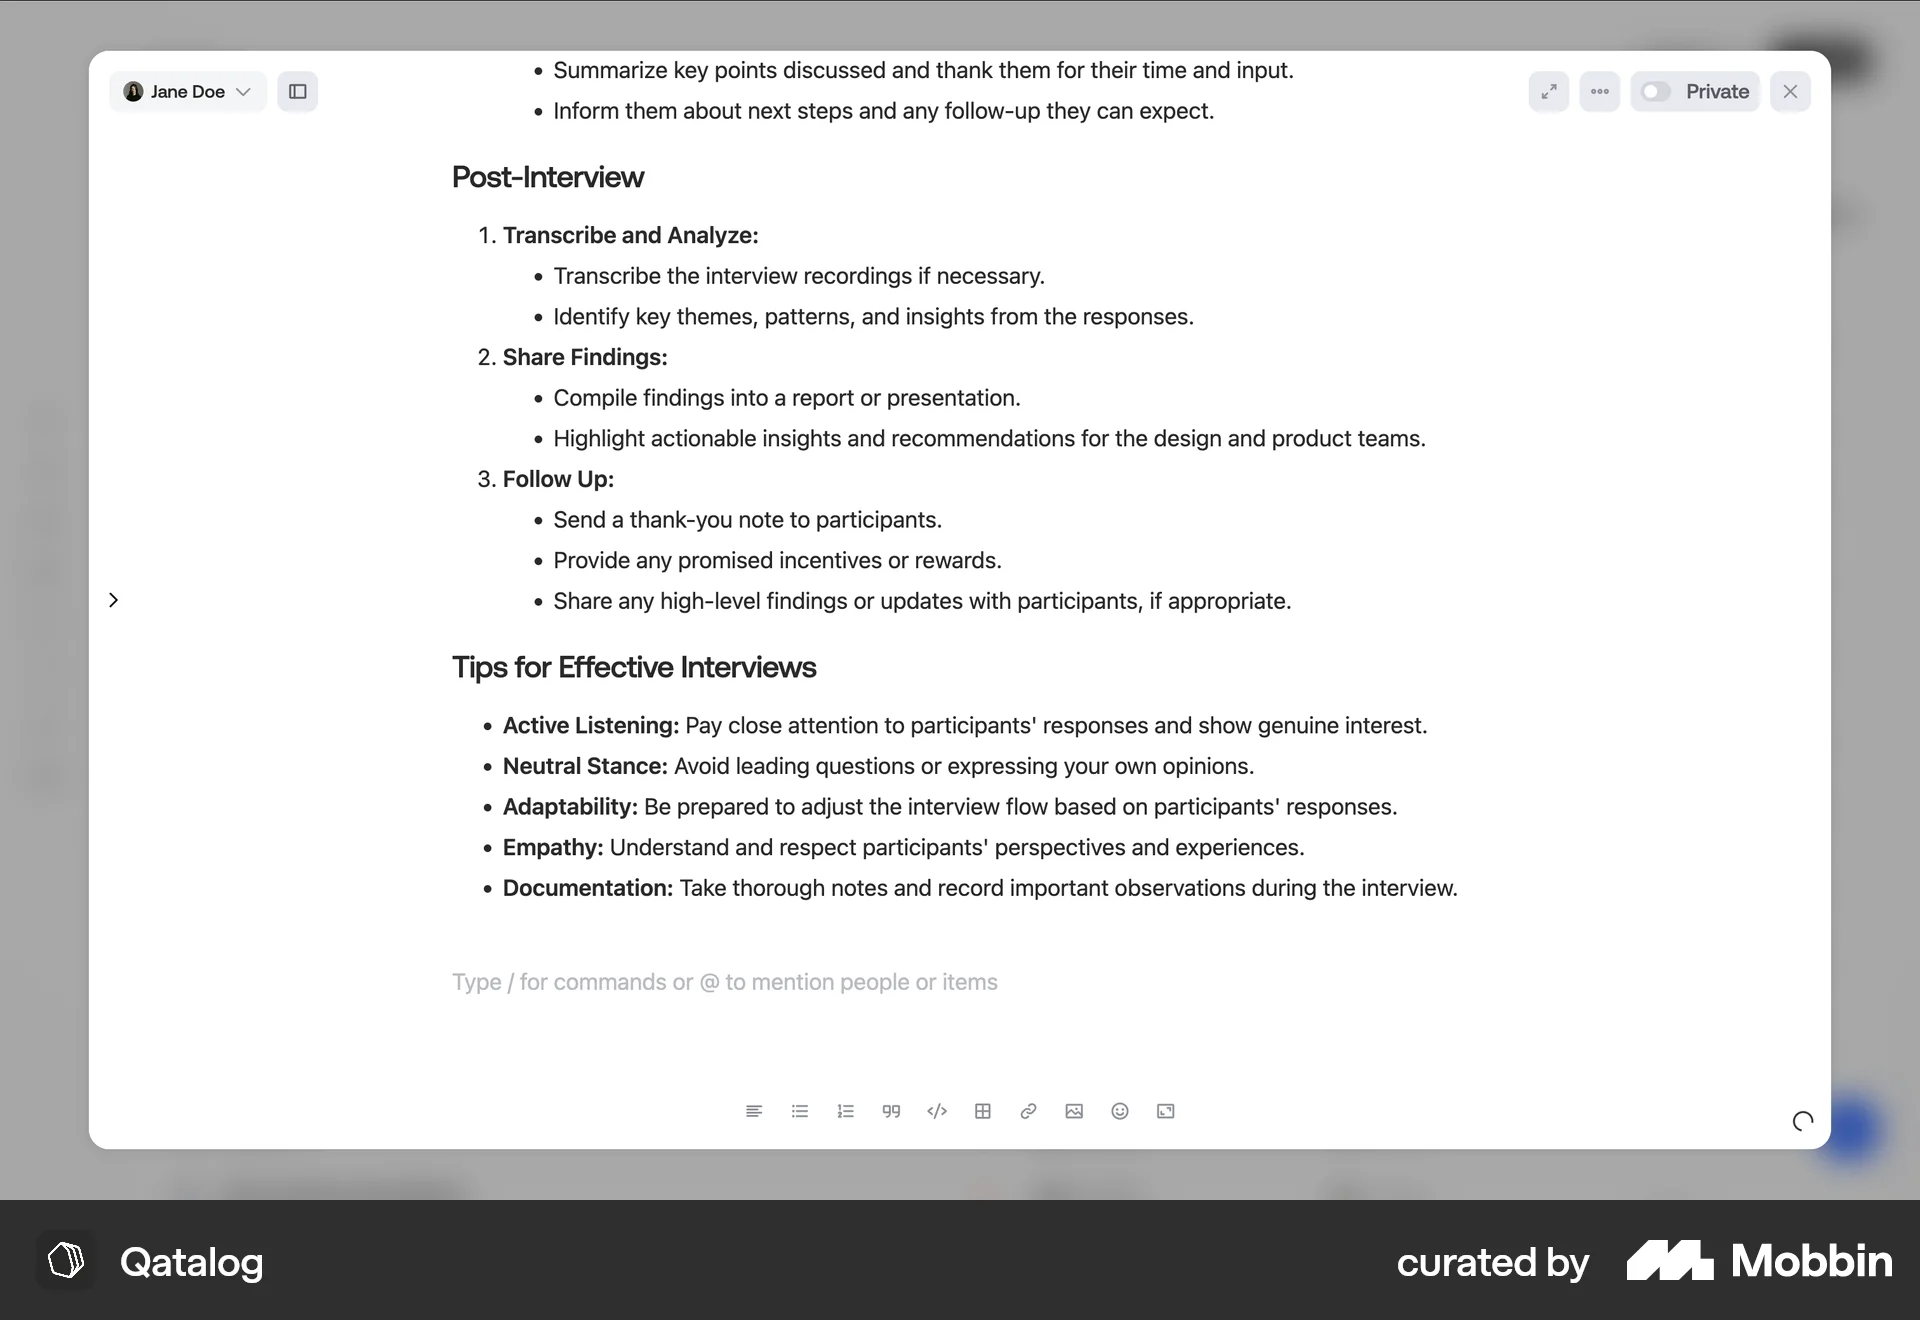 Jane Doe
Private
• Summarize key points discussed and thank them for their time and input.
• Inform them about next steps and any follow-up they can expect.
Post-Interview
1. Transcribe and Analyze:
• Transcribe the interview recordings if necessary.
• Identify key themes, patterns, and insights from the responses.
2. Share Findings:
• Compile findings into a report or presentation.
• Highlight actionable insights and recommendations for the design and product teams.
3. Follow Up:
• Send a thank-you note to participants.
• Provide any promised incentives or rewards.
• Share any high-level findings or updates with participants, if appropriate.
Tips for Effective Interviews
• Active Listening: Pay close attention to participants' responses and show genuine interest.
• Neutral Stance: Avoid leading questions or expressing your own opinions.
• Adaptability: Be prepared to adjust the interview flow based on participants' responses.
• Empathy: Understand and respect participants' perspectives and experiences.
• Documentation: Take thorough notes and record important observations during the interview.
Type / for commands or @ to mention people or items
Qatalog
curated by Mobbin